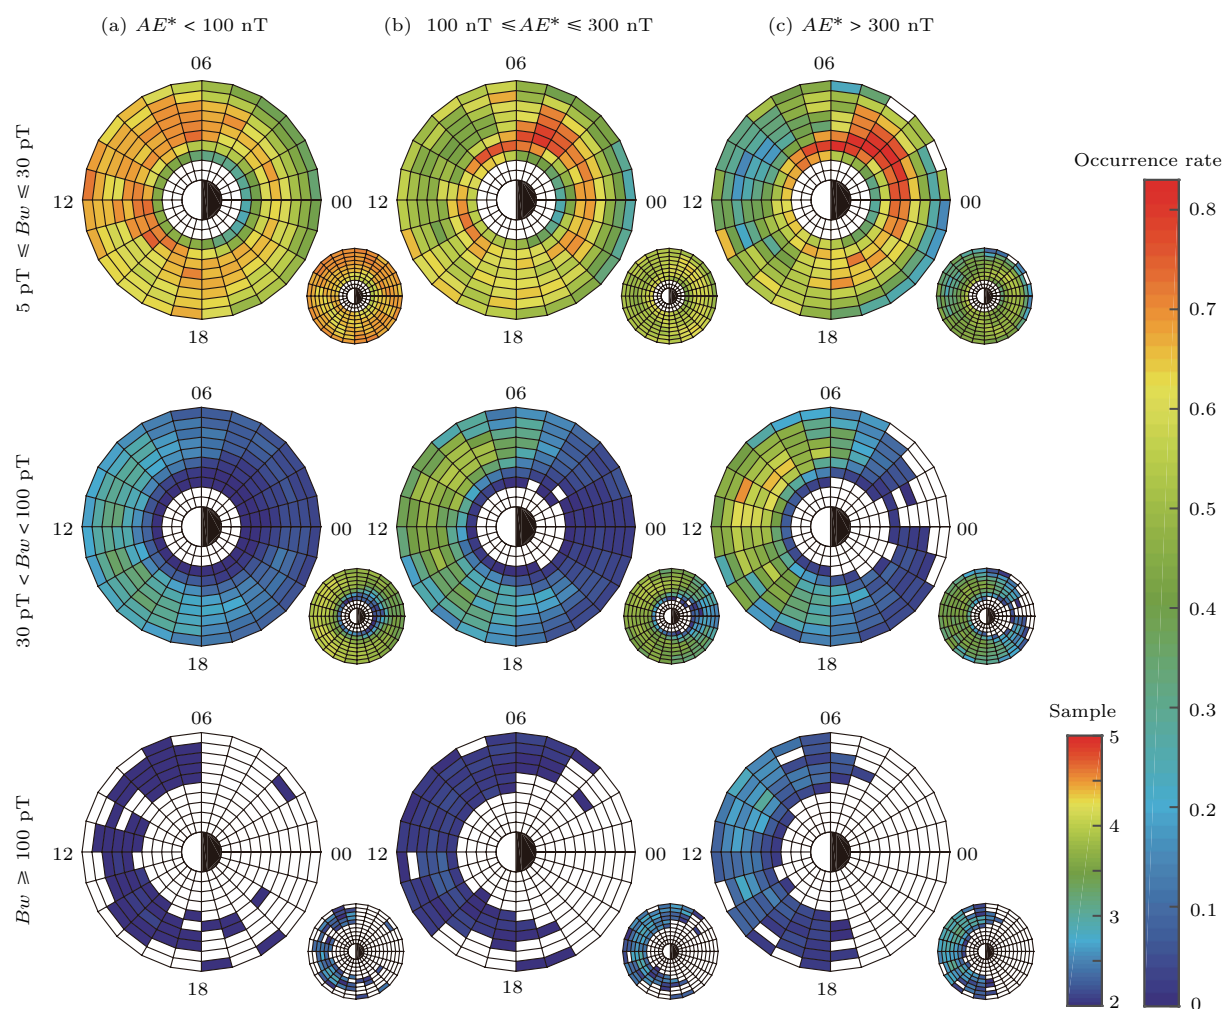 (a) AE* < 100 nT (b) 100 nT ⩽ AE* ⩽ 300 nT (c) AE* > 300 nT
06 06 06
5 pT ⩽ Bw ⩽ 30 pT
Occurrence rate
12 00 12 00 12 00
18 18 18
0.8
0.7
0.6
0.5
0.4
0.3
0.2
0.1
0
06 06 06
30 pT < Bw < 100 pT
12 00 12 00 12 00
18 18 18
06 06 06
Bw ⩾ 100 pT
12 00 12 00 12 00
18 18 18
Sample
5
4
3
2